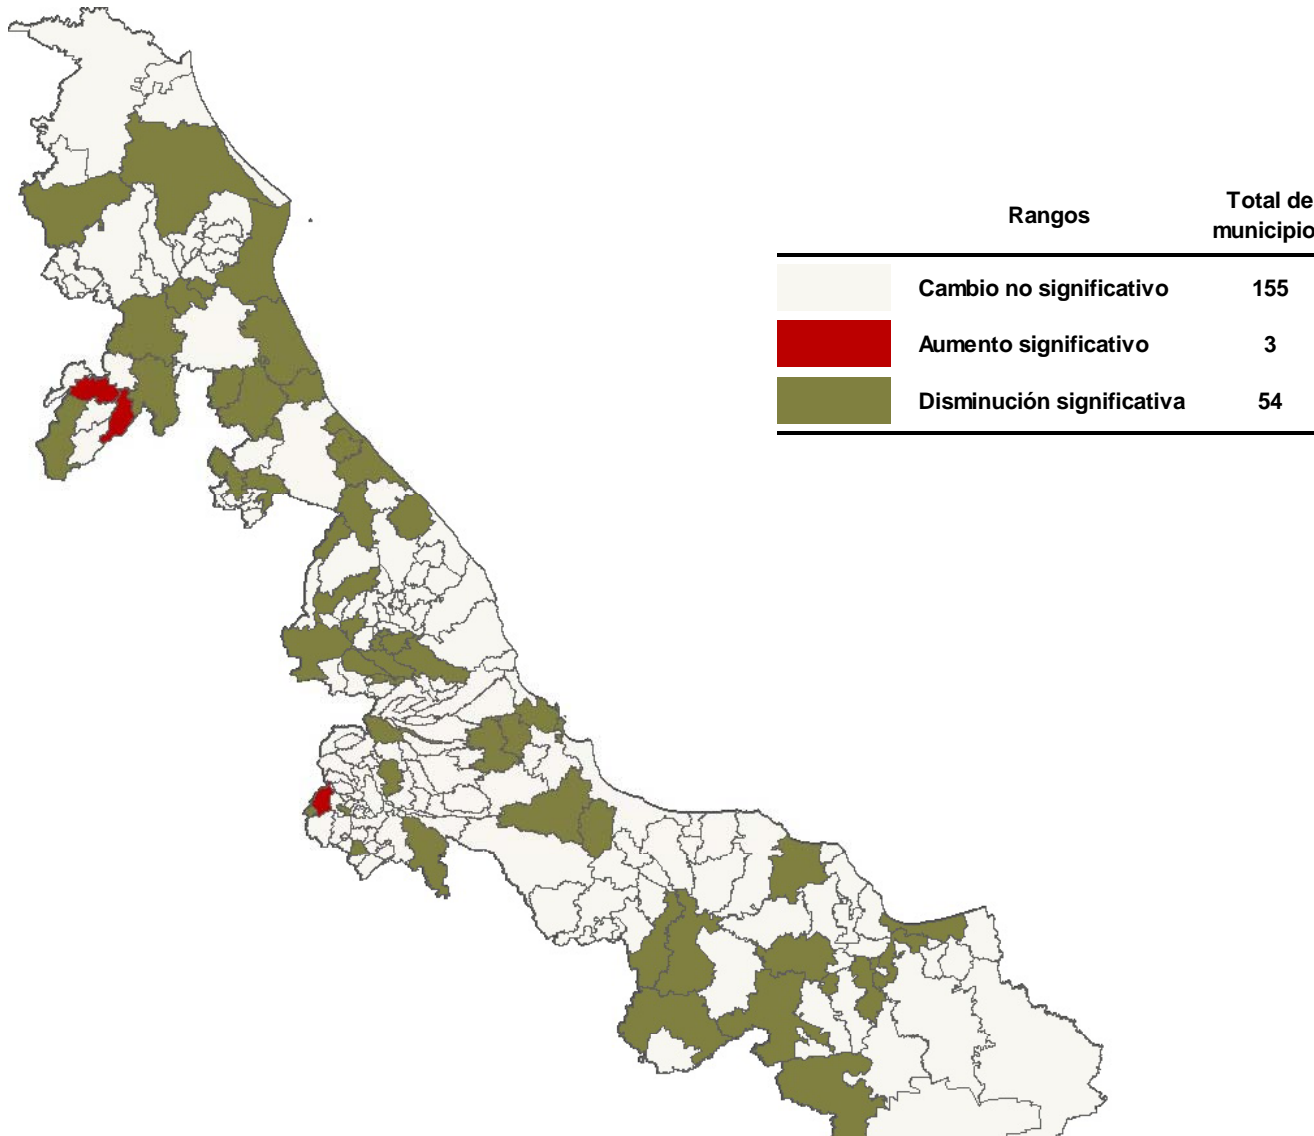 Rangos
Total de
municipio
Cambio no significativo 155
Aumento significativo 3
Disminución significativa 54